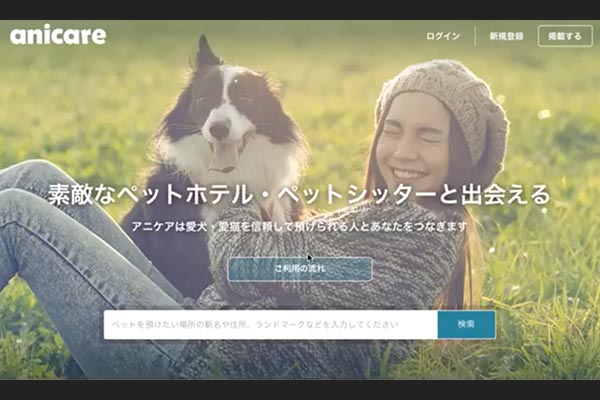 anicare
ログイン
新規登録
掲載する
素敵なペットホテル・ペットシッターと出会える
アニケアは愛犬・愛猫を信頼して預けられる人とあなたをつなぎます
ご利用の流れ
ペットを預けたい場所の駅名や住所、ランドマークなどを入力してください
検索